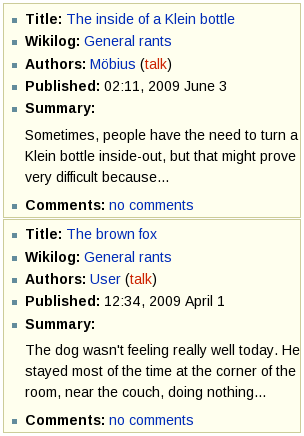 Title: The inside of a Klein bottle
Wikilog: General rants
Authors: Möbius (talk)
Published: 02:11, 2009 June 3
Summary:
Sometimes, people have the need to turn a
Klein bottle inside-out, but that might prove
very difficult because...
Comments: no comments
Title: The brown fox
Wikilog: General rants
Authors: User (talk)
Published: 12:34, 2009 April 1
Summary:
The dog wasn't feeling really well today. He
stayed most of the time at the corner of the
room, near the couch, doing nothing...
Comments: no comments